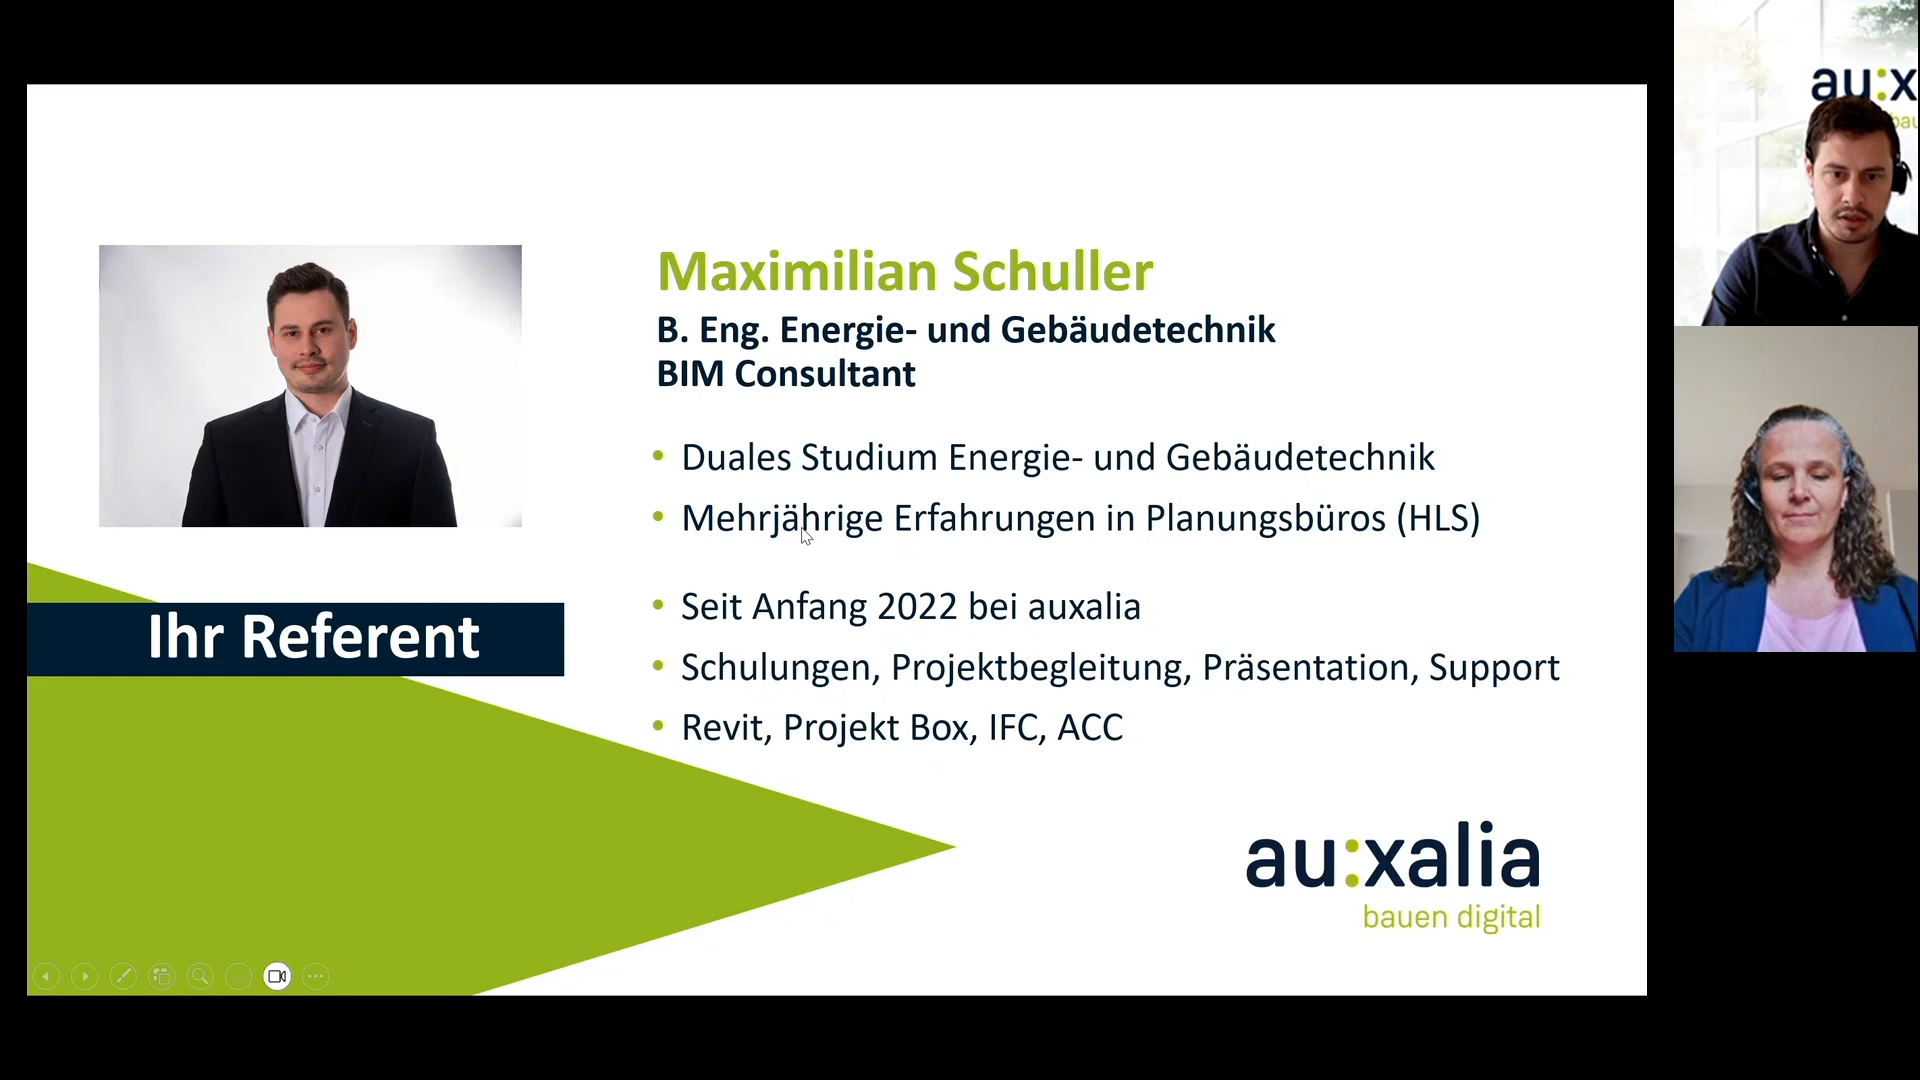 Maximilian Schuller
B. Eng. Energie- und Gebäudetechnik
BIM Consultant
• Duales Studium Energie- und Gebäudetechnik
• Mehrjährige Erfahrungen in Planungsbüros (HLS)
• Seit Anfang 2022 bei auxalia
• Schulungen, Projektbegleitung, Präsentation, Support
• Revit, Projekt Box, IFC, ACC
Ihr Referent
au:xalia
bauen digital
au:x
bau